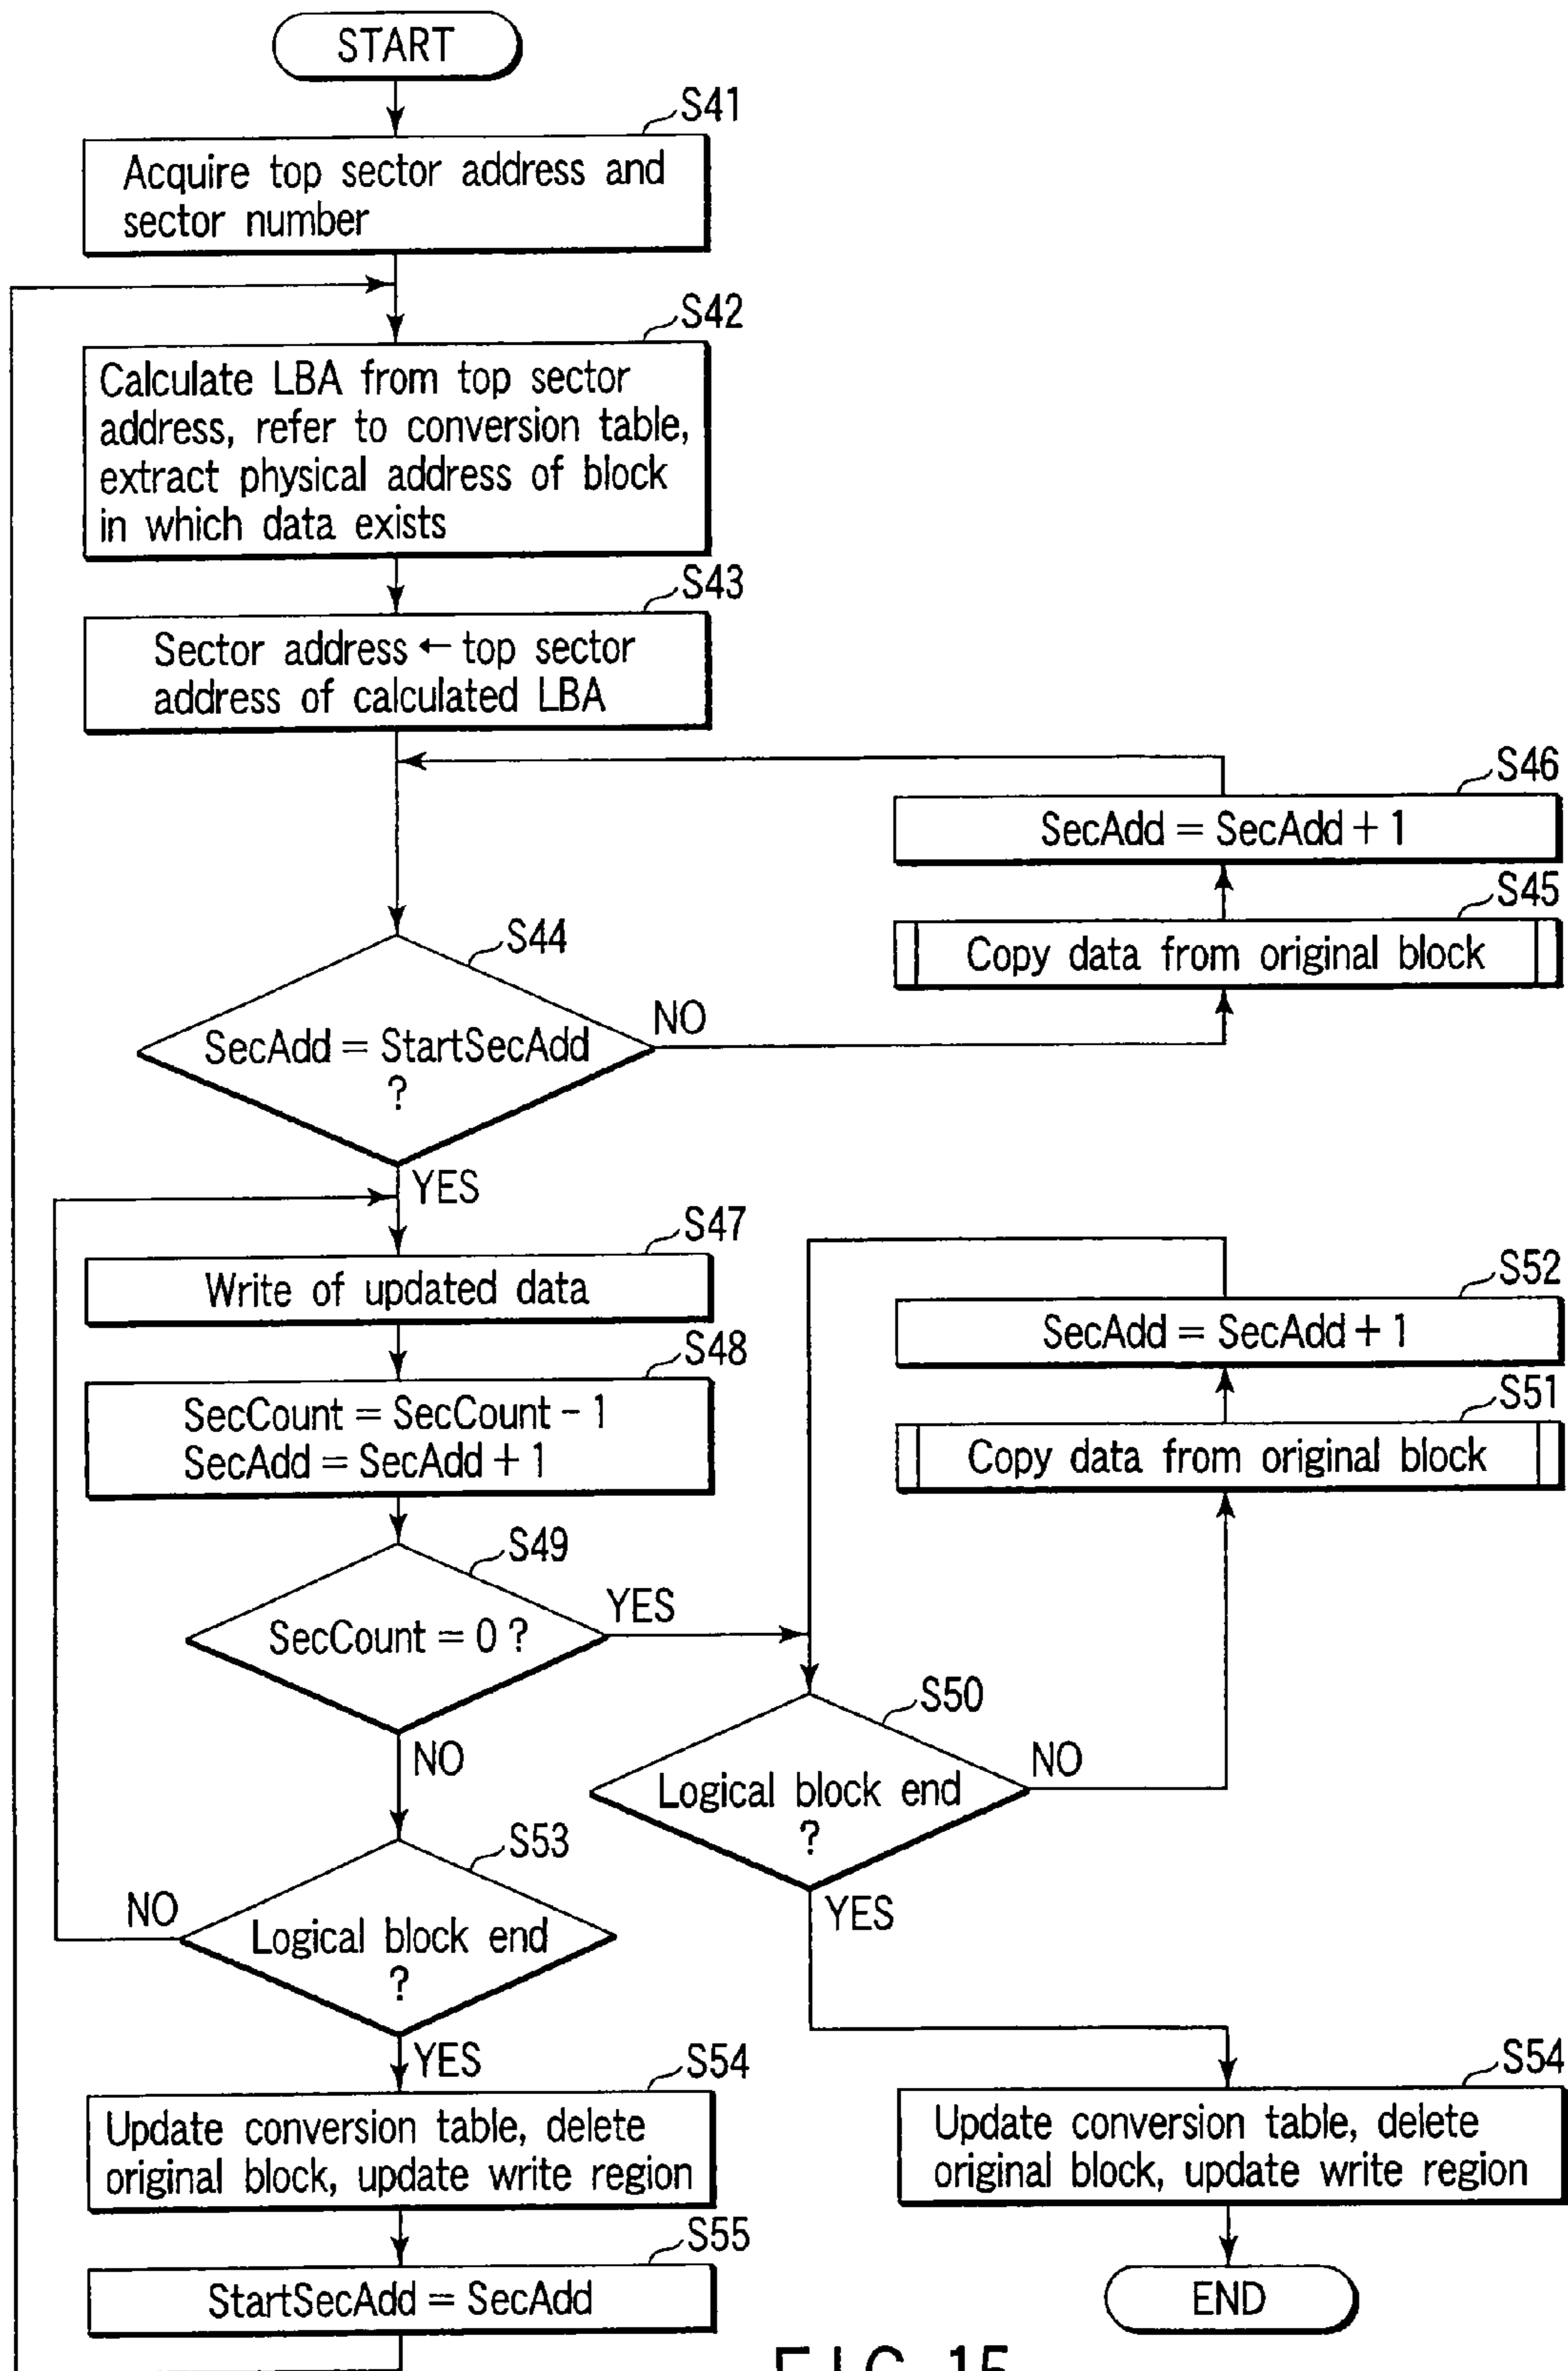 START
S41
Acquire top sector address and
sector number
S42
Calculate LBA from top sector
address, refer to conversion table,
extract physical address of block
in which data exists
S43
Sector address ← top sector
address of calculated LBA
S46
SecAdd = SecAdd + 1
S45
Copy data from original block
S44
SecAdd = StartSecAdd
?
NO
YES
S47
Write of updated data
S48
SecCount = SecCount - 1
SecAdd = SecAdd + 1
S52
SecAdd = SecAdd + 1
S51
Copy data from original block
S49
SecCount = 0 ?
YES
NO
S50
Logical block end
?
NO
YES
S53
Logical block end
?
NO
YES
S54
Update conversion table, delete
original block, update write region
S54
Update conversion table, delete
original block, update write region
S55
StartSecAdd = SecAdd
END
FIG. 15